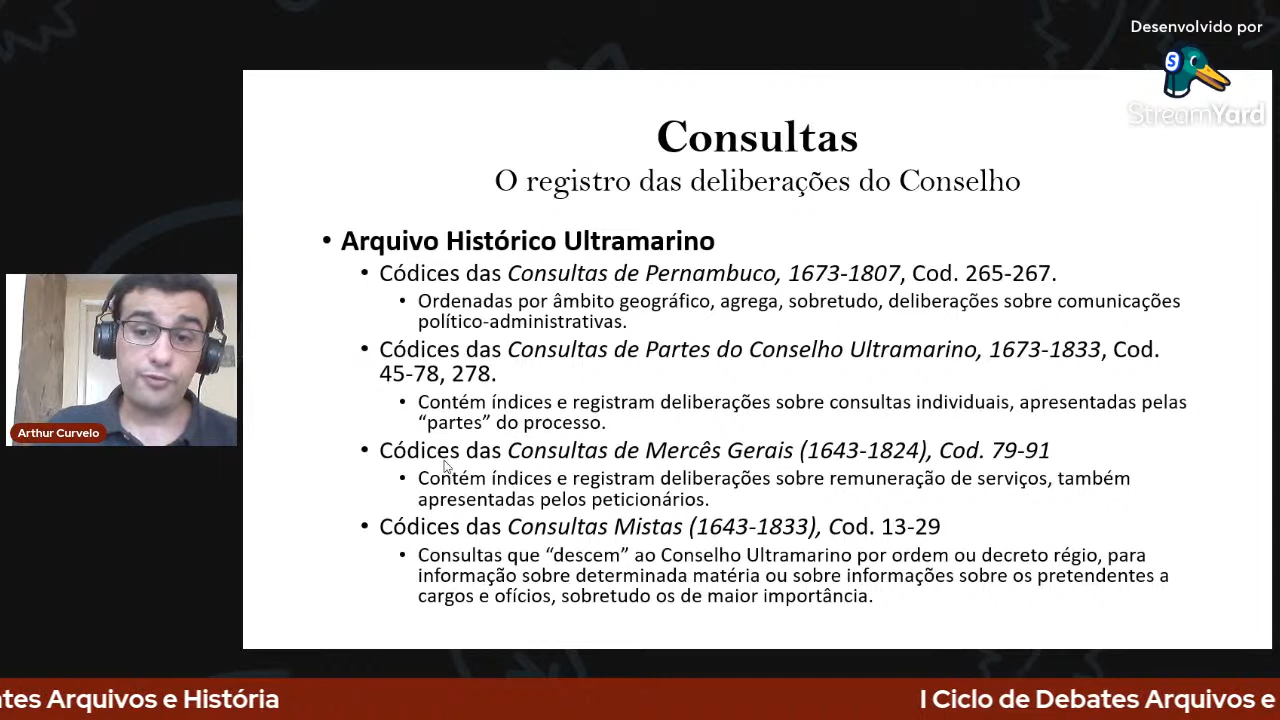 Desenvolvido por
S
StreamYard
Consultas
O registro das deliberações do Conselho
• Arquivo Histórico Ultramarino
• Códices das Consultas de Pernambuco, 1673-1807, Cod. 265-267.
• Ordenadas por âmbito geográfico, agrega, sobretudo, deliberações sobre comunicações
político-administrativas.
• Códices das Consultas de Partes do Conselho Ultramarino, 1673-1833, Cod.
45-78, 278.
• Contém índices e registram deliberações sobre consultas individuais, apresentadas pelas
“partes” do processo.
• Códices das Consultas de Mercês Gerais (1643-1824), Cod. 79-91
• Contém índices e registram deliberações sobre remuneração de serviços, também
apresentadas pelos peticionários.
• Códices das Consultas Mistas (1643-1833), Cod. 13-29
• Consultas que “descem” ao Conselho Ultramarino por ordem ou decreto régio, para
informação sobre determinada matéria ou sobre informações sobre os pretendentes a
cargos e ofícios, sobretudo os de maior importância.
Arthur Curvelo
ates Arquivos e História
I Ciclo de Debates Arquivos e